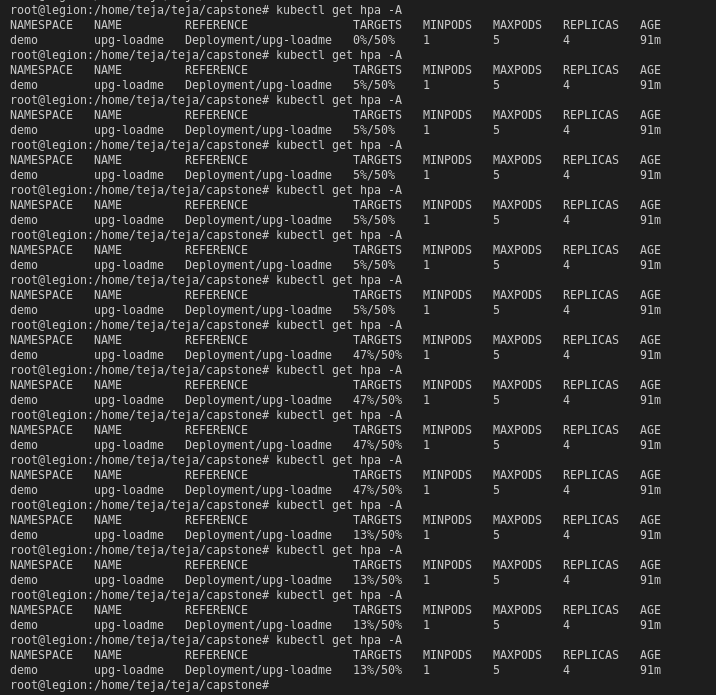 root@legion:/home/teja/teja/capstone# kubectl get hpa -A
NAMESPACE   NAME         REFERENCE               TARGETS   MINPODS   MAXPODS   REPLICAS   AGE
demo        upg-loadme   Deployment/upg-loadme   0%/50%    1         5         4          91m
root@legion:/home/teja/teja/capstone# kubectl get hpa -A
NAMESPACE   NAME         REFERENCE               TARGETS   MINPODS   MAXPODS   REPLICAS   AGE
demo        upg-loadme   Deployment/upg-loadme   5%/50%    1         5         4          91m
root@legion:/home/teja/teja/capstone# kubectl get hpa -A
NAMESPACE   NAME         REFERENCE               TARGETS   MINPODS   MAXPODS   REPLICAS   AGE
demo        upg-loadme   Deployment/upg-loadme   5%/50%    1         5         4          91m
root@legion:/home/teja/teja/capstone# kubectl get hpa -A
NAMESPACE   NAME         REFERENCE               TARGETS   MINPODS   MAXPODS   REPLICAS   AGE
demo        upg-loadme   Deployment/upg-loadme   5%/50%    1         5         4          91m
root@legion:/home/teja/teja/capstone# kubectl get hpa -A
NAMESPACE   NAME         REFERENCE               TARGETS   MINPODS   MAXPODS   REPLICAS   AGE
demo        upg-loadme   Deployment/upg-loadme   5%/50%    1         5         4          91m
root@legion:/home/teja/teja/capstone# kubectl get hpa -A
NAMESPACE   NAME         REFERENCE               TARGETS   MINPODS   MAXPODS   REPLICAS   AGE
demo        upg-loadme   Deployment/upg-loadme   5%/50%    1         5         4          91m
root@legion:/home/teja/teja/capstone# kubectl get hpa -A
NAMESPACE   NAME         REFERENCE               TARGETS   MINPODS   MAXPODS   REPLICAS   AGE
demo        upg-loadme   Deployment/upg-loadme   5%/50%    1         5         4          91m
root@legion:/home/teja/teja/capstone# kubectl get hpa -A
NAMESPACE   NAME         REFERENCE               TARGETS   MINPODS   MAXPODS   REPLICAS   AGE
demo        upg-loadme   Deployment/upg-loadme   47%/50%   1         5         4          91m
root@legion:/home/teja/teja/capstone# kubectl get hpa -A
NAMESPACE   NAME         REFERENCE               TARGETS   MINPODS   MAXPODS   REPLICAS   AGE
demo        upg-loadme   Deployment/upg-loadme   47%/50%   1         5         4          91m
root@legion:/home/teja/teja/capstone# kubectl get hpa -A
NAMESPACE   NAME         REFERENCE               TARGETS   MINPODS   MAXPODS   REPLICAS   AGE
demo        upg-loadme   Deployment/upg-loadme   47%/50%   1         5         4          91m
root@legion:/home/teja/teja/capstone# kubectl get hpa -A
NAMESPACE   NAME         REFERENCE               TARGETS   MINPODS   MAXPODS   REPLICAS   AGE
demo        upg-loadme   Deployment/upg-loadme   47%/50%   1         5         4          91m
root@legion:/home/teja/teja/capstone# kubectl get hpa -A
NAMESPACE   NAME         REFERENCE               TARGETS   MINPODS   MAXPODS   REPLICAS   AGE
demo        upg-loadme   Deployment/upg-loadme   13%/50%   1         5         4          91m
root@legion:/home/teja/teja/capstone# kubectl get hpa -A
NAMESPACE   NAME         REFERENCE               TARGETS   MINPODS   MAXPODS   REPLICAS   AGE
demo        upg-loadme   Deployment/upg-loadme   13%/50%   1         5         4          91m
root@legion:/home/teja/teja/capstone# kubectl get hpa -A
NAMESPACE   NAME         REFERENCE               TARGETS   MINPODS   MAXPODS   REPLICAS   AGE
demo        upg-loadme   Deployment/upg-loadme   13%/50%   1         5         4          91m
root@legion:/home/teja/teja/capstone# kubectl get hpa -A
NAMESPACE   NAME         REFERENCE               TARGETS   MINPODS   MAXPODS   REPLICAS   AGE
demo        upg-loadme   Deployment/upg-loadme   13%/50%   1         5         4          91m
root@legion:/home/teja/teja/capstone#